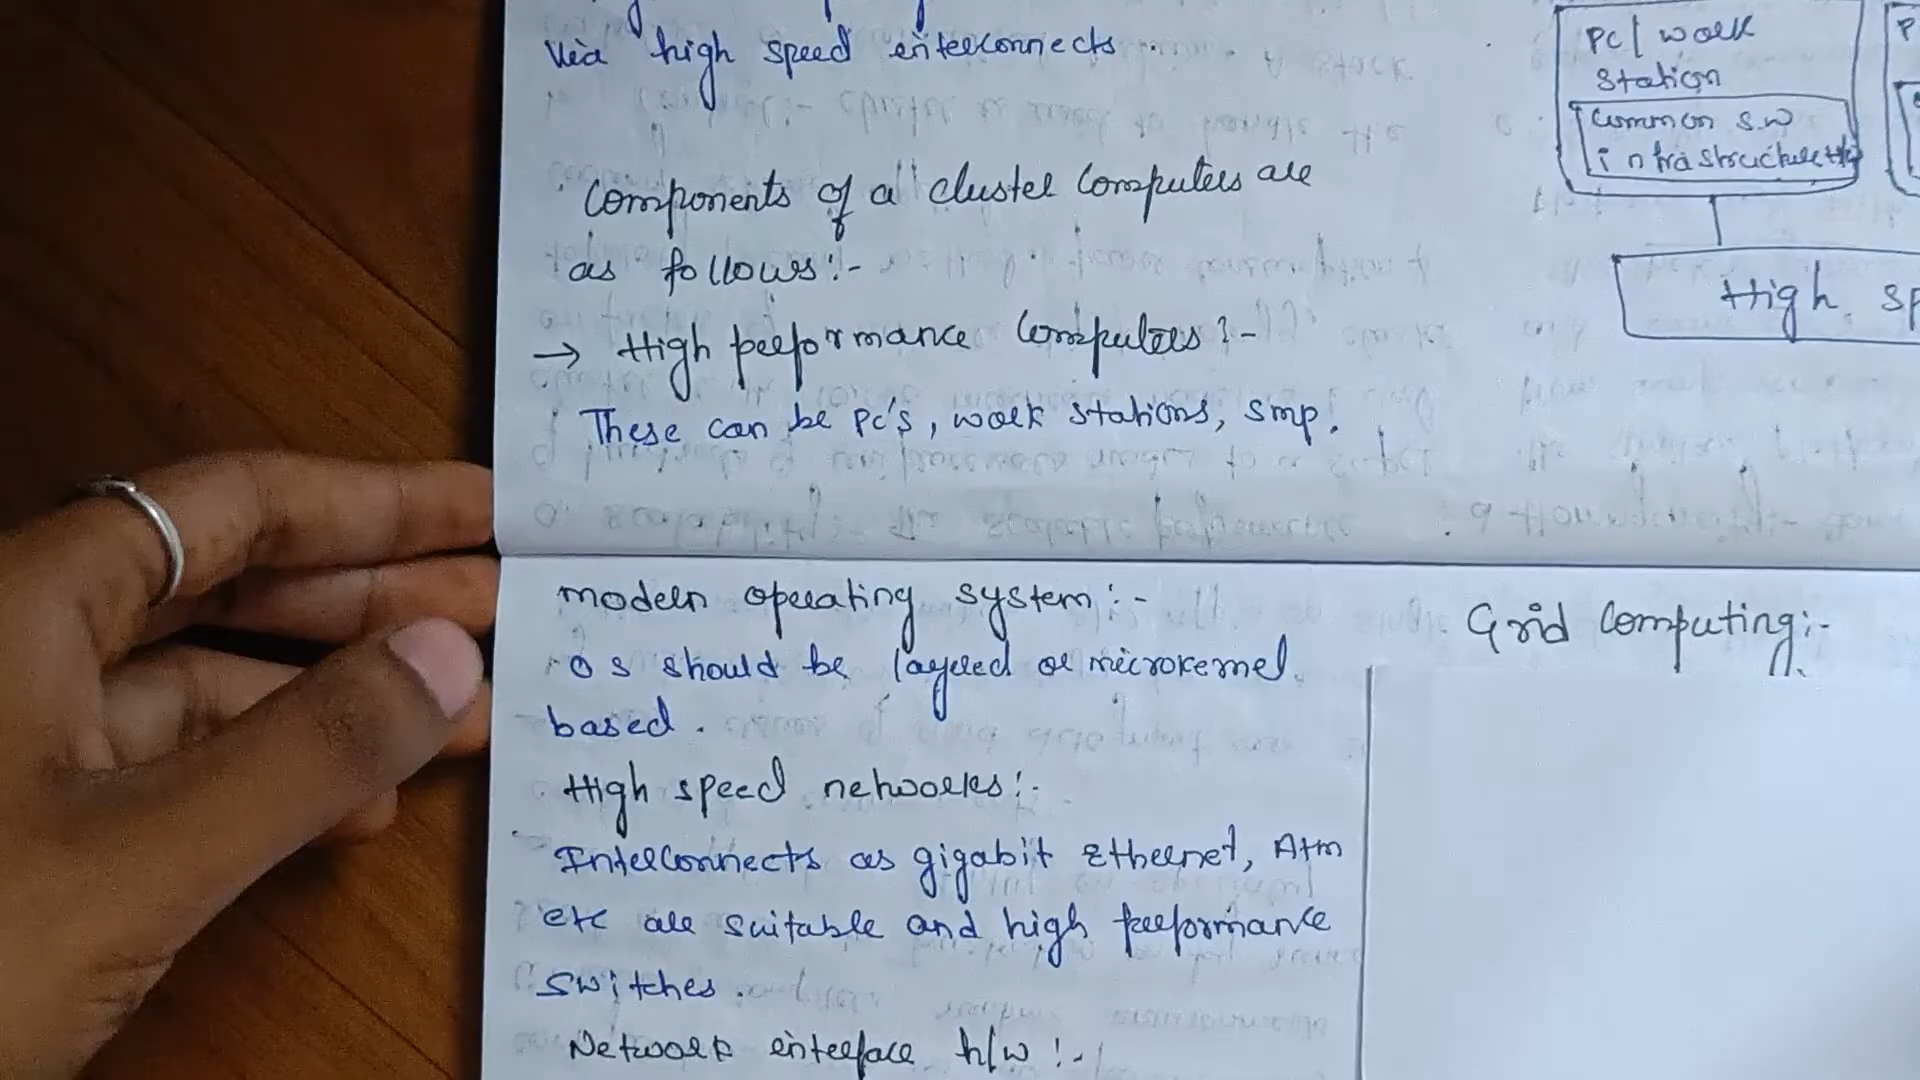 via high speed interconnects.
Components of a cluster computers are
as follows:-
→ High performance computers:-
These can be PC's, work stations, smp.
modern operating system:-
OS should be layered or microkernel
based.
High speed networks:-
Interconnects as gigabit Ethernet, Atm
etc are suitable and high performance
switches.
Network interface h/w:-
PC/ work
station
Common s.w
infrastructure
High sp
Grid Computing:-